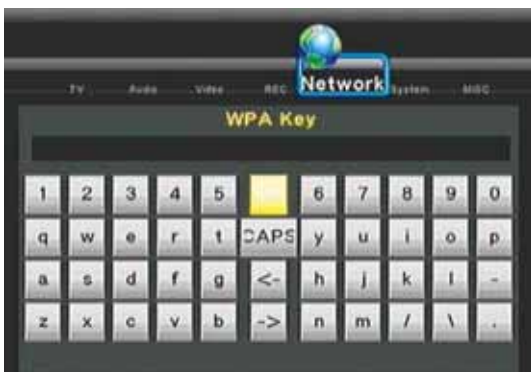 Network
TV Audio Video REC System MISC
WPA Key
1 2 3 4 5 6 7 8 9 0
q w e r t CAPS y u i o p
a s d f g <- h j k l -
z x c v b -> n m / \ .